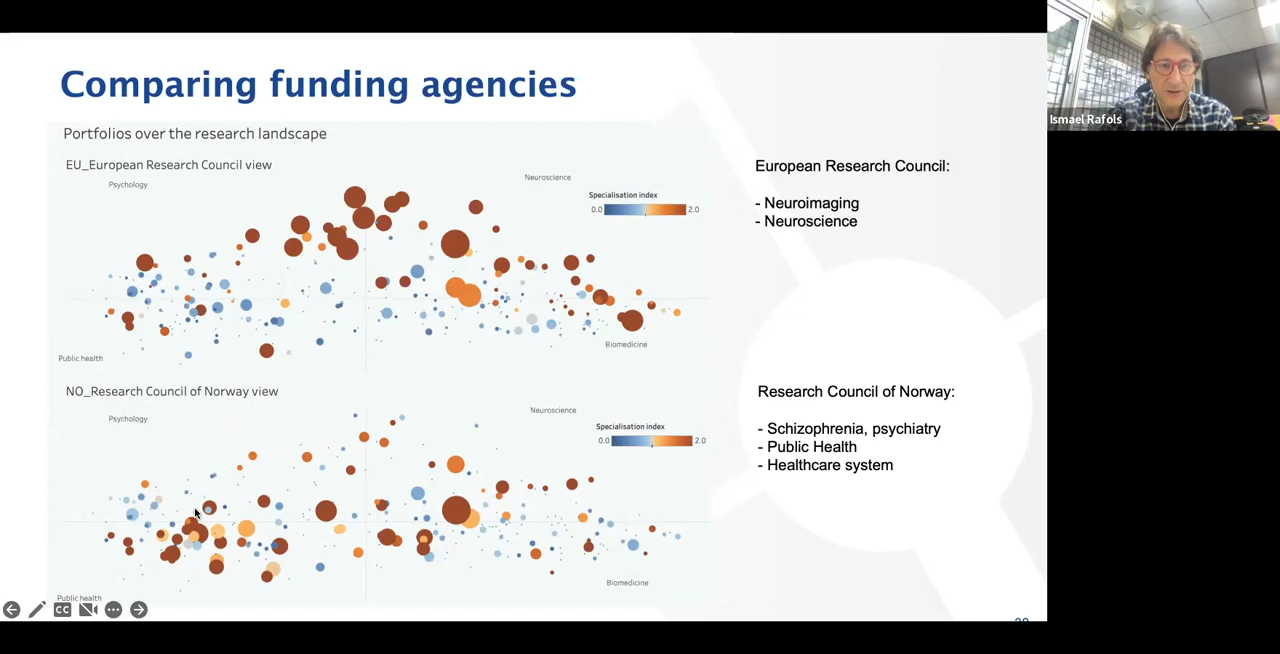 Comparing funding agencies
Portfolios over the research landscape
EU_European Research Council view
Psychology
Neuroscience
Specialisation index
0.0
2.0
Biomedicine
Public health
European Research Council:
- Neuroimaging
- Neuroscience
NO_Research Council of Norway view
Psychology
Neuroscience
Specialisation index
0.0
2.0
Biomedicine
Public health
Research Council of Norway:
- Schizophrenia, psychiatry
- Public Health
- Healthcare system
CC
Ismael Rafols